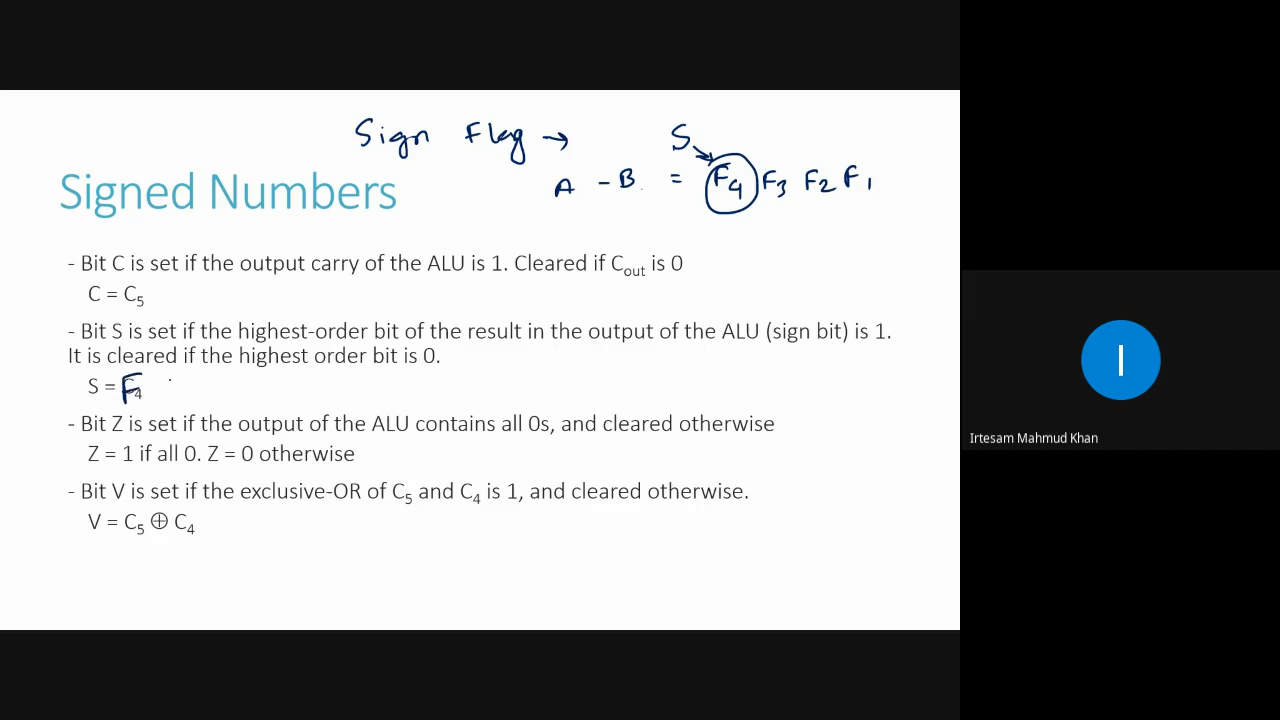 Sign Flag → S
A - B = F4 F3 F2 F1
Signed Numbers
- Bit C is set if the output carry of the ALU is 1. Cleared if Cout is 0
C = C5
- Bit S is set if the highest-order bit of the result in the output of the ALU (sign bit) is 1.
It is cleared if the highest order bit is 0.
S = F4
- Bit Z is set if the output of the ALU contains all 0s, and cleared otherwise
Z = 1 if all 0. Z = 0 otherwise
- Bit V is set if the exclusive-OR of C5 and C4 is 1, and cleared otherwise.
V = C5 ⊕ C4
I
Irtesam Mahmud Khan